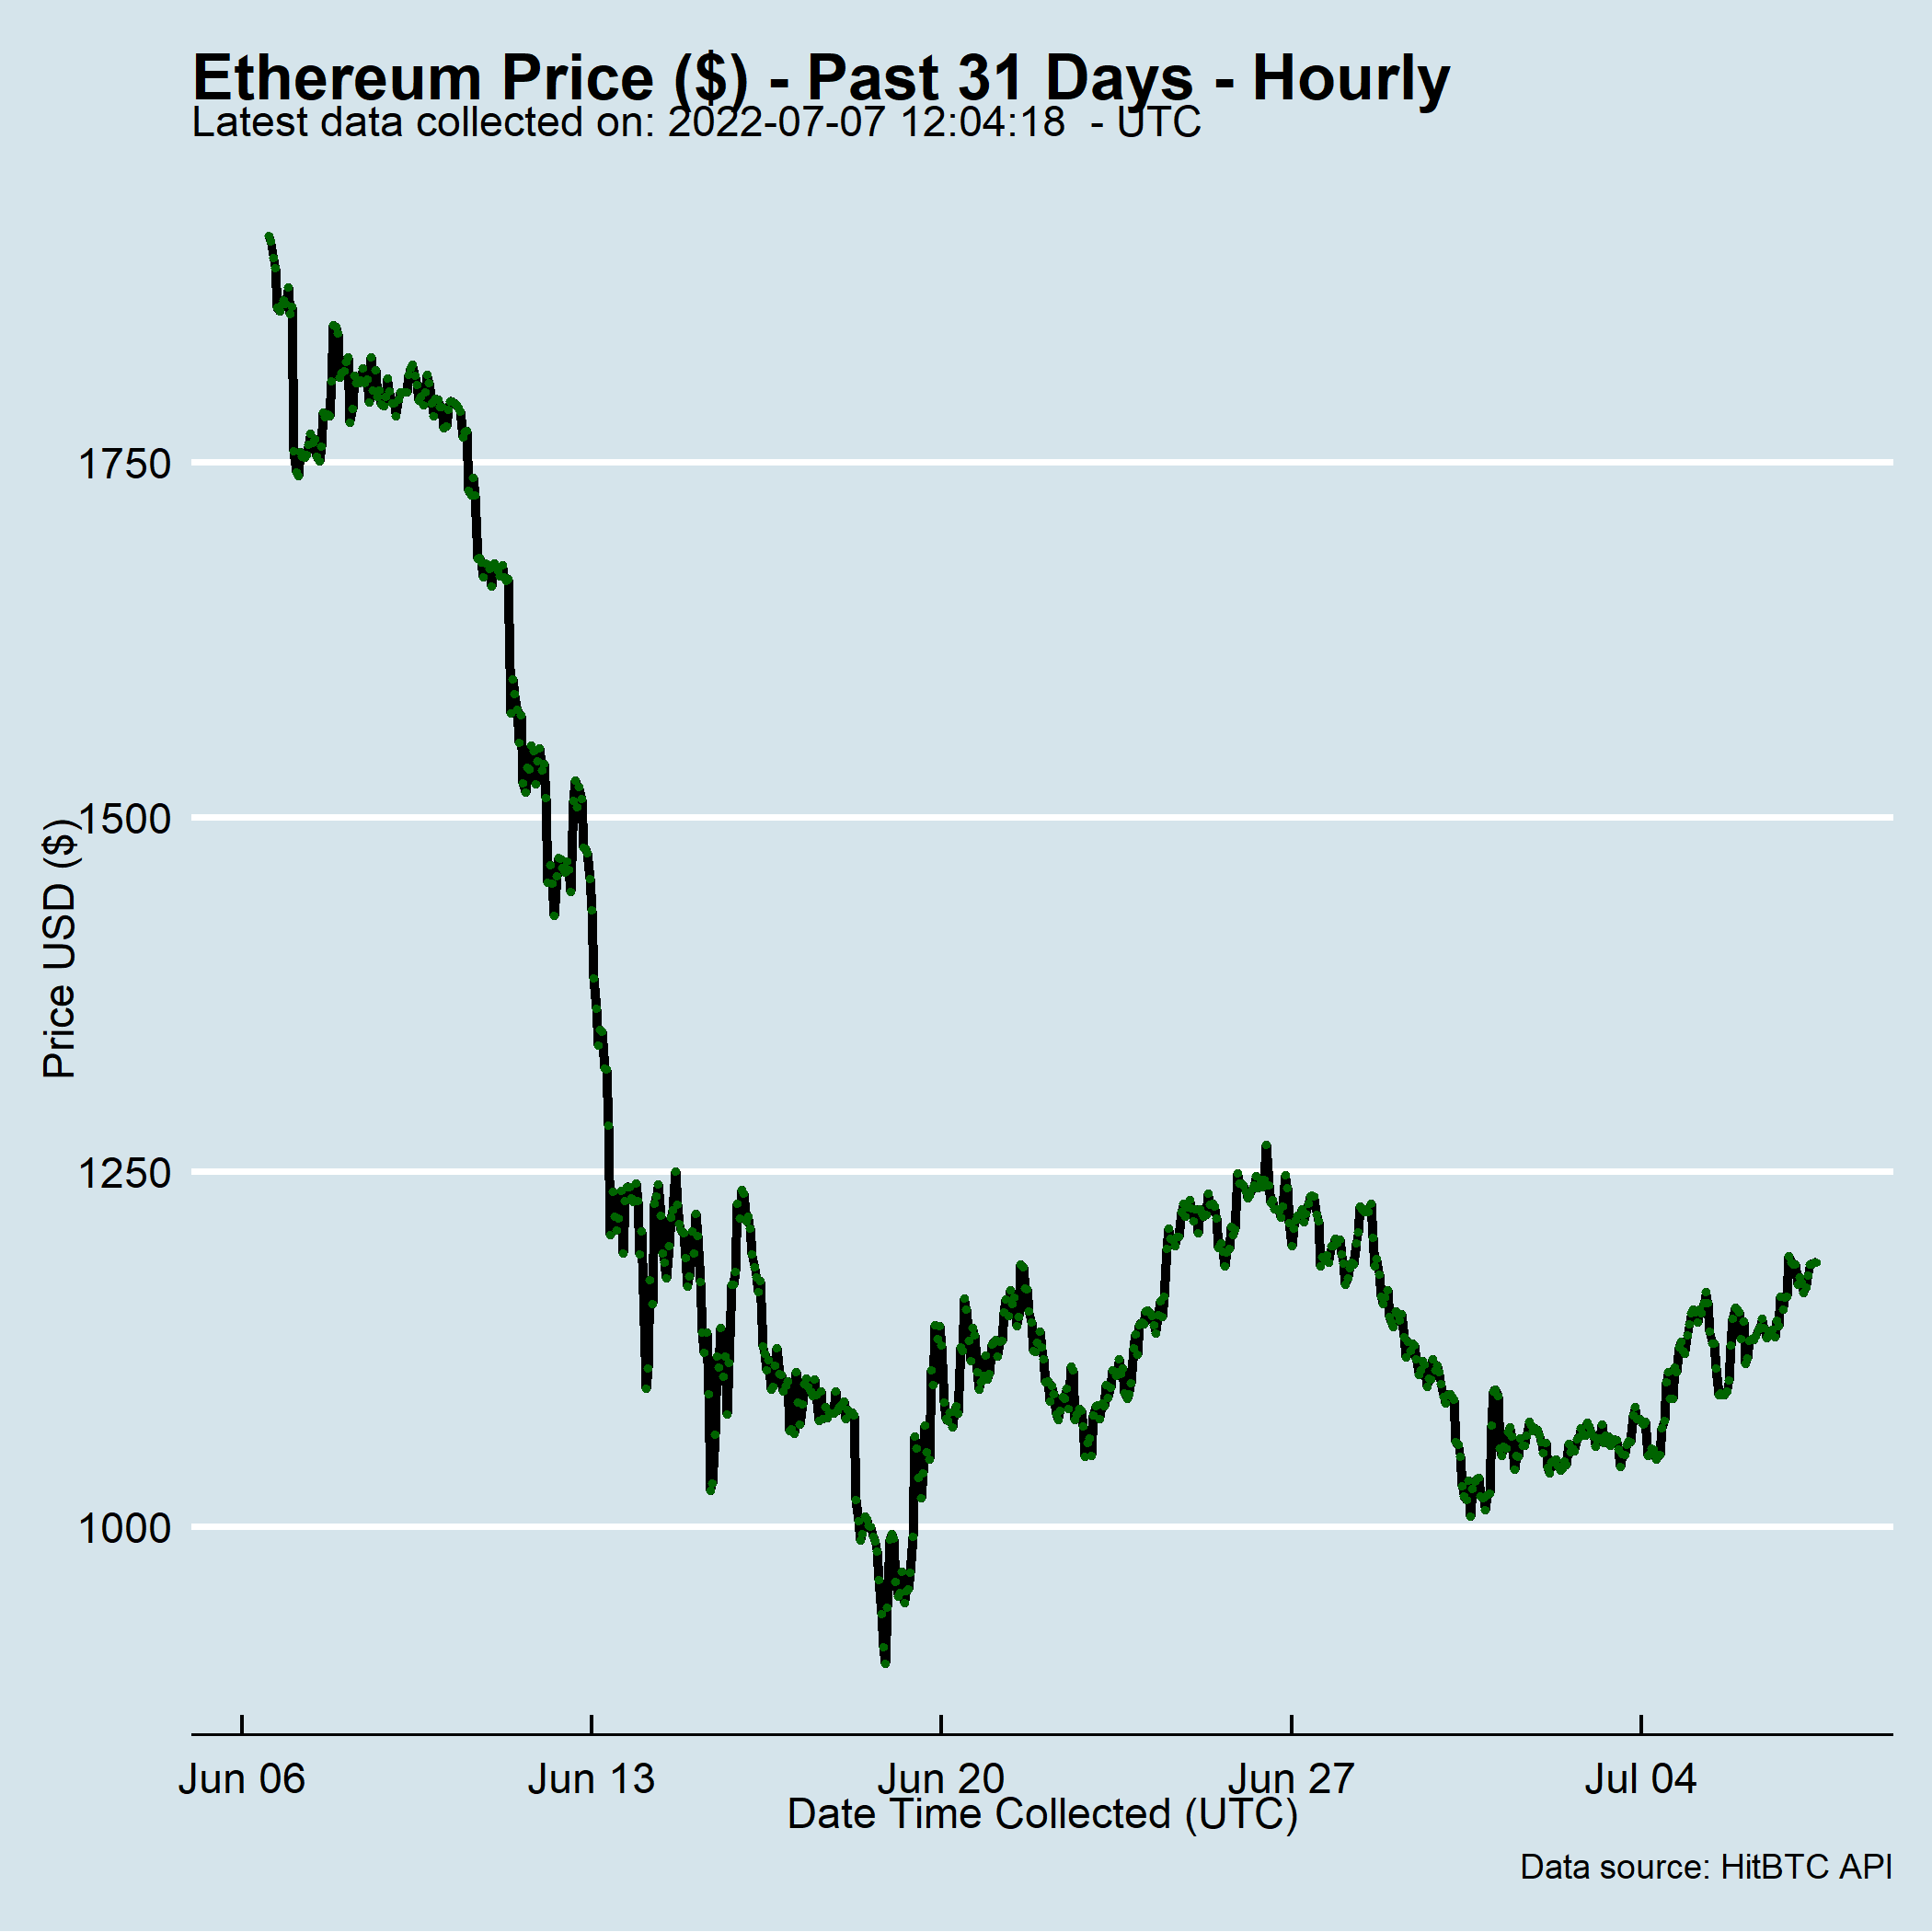 Ethereum Price ($) - Past 31 Days - Hourly
Latest data collected on: 2022-07-07 12:04:18  - UTC
1750
1500
1250
1000
Price USD ($)
Jun 06
Jun 13
Jun 20
Jun 27
Jul 04
Date Time Collected (UTC)
Data source: HitBTC API